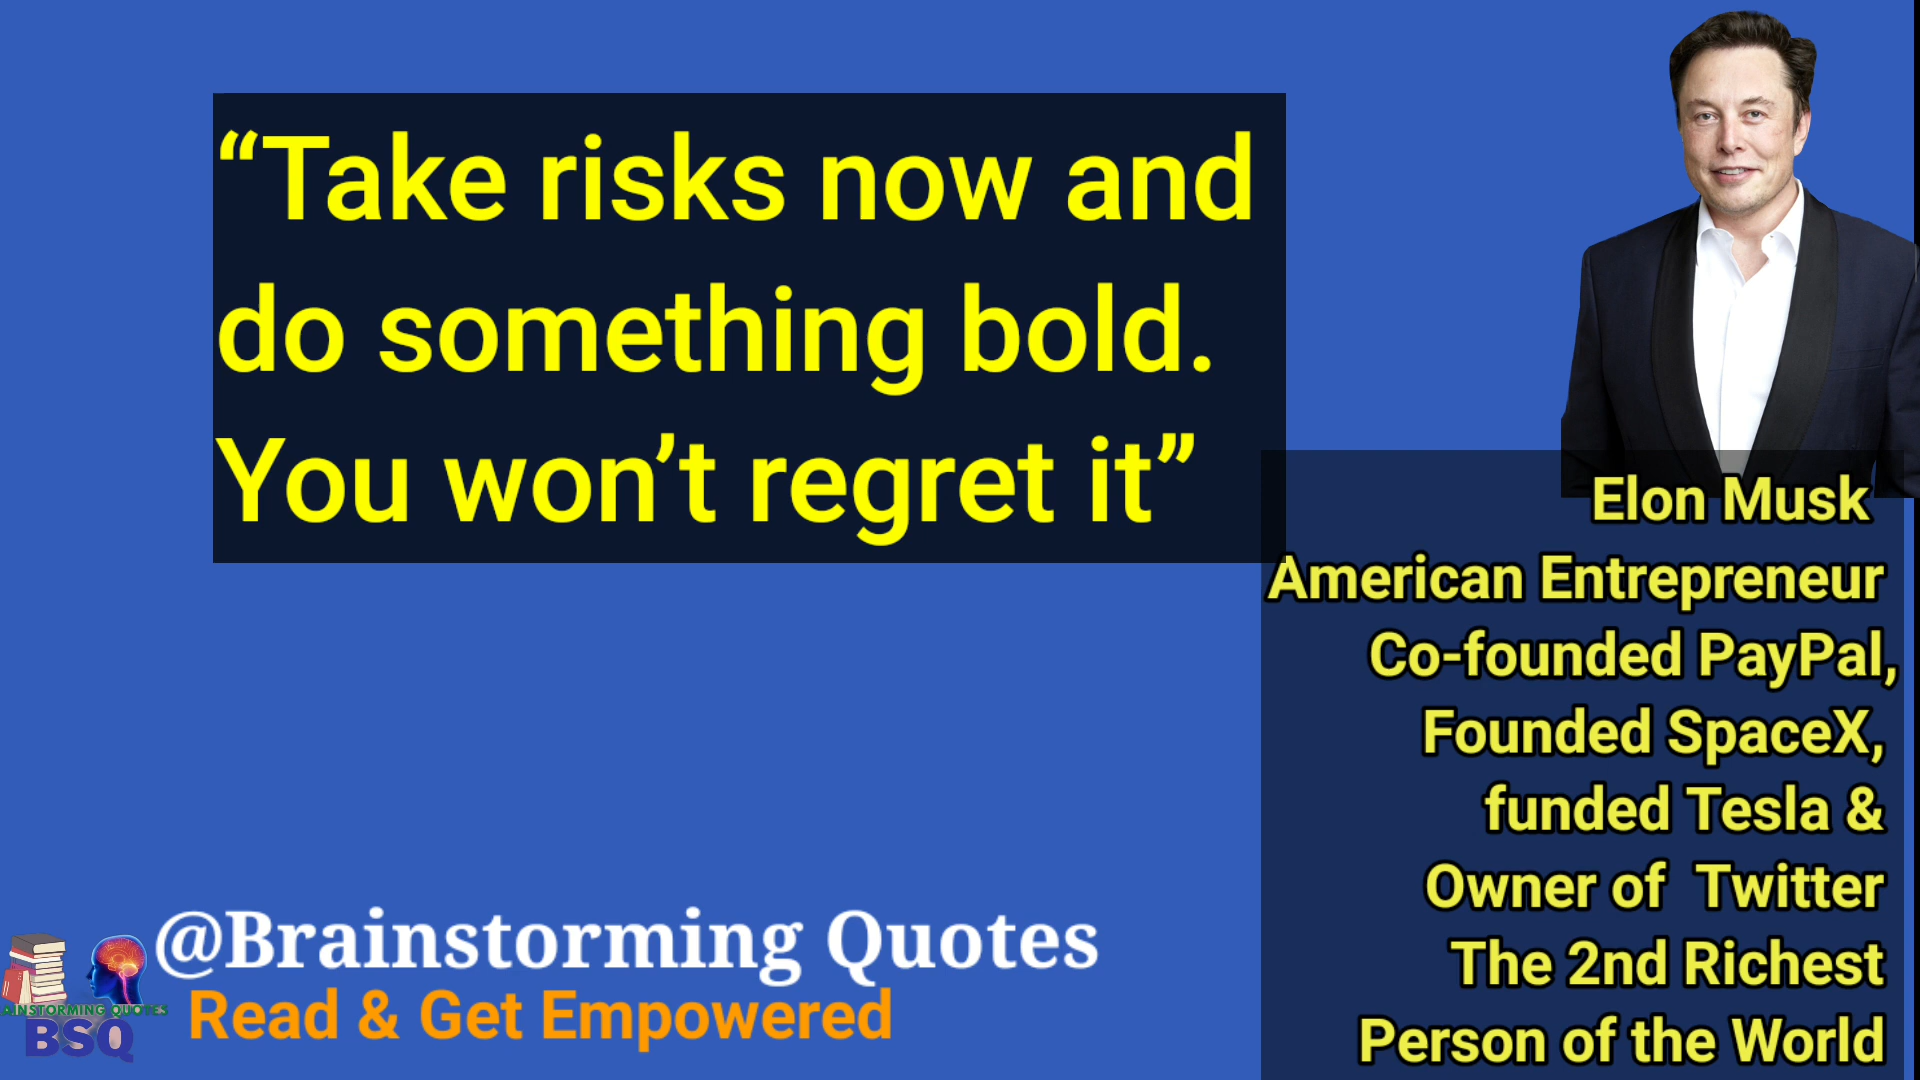 “Take risks now and
do something bold.
You won’t regret it”
Elon Musk
American Entrepreneur
Co-founded PayPal,
Founded SpaceX,
funded Tesla &
Owner of Twitter
The 2nd Richest
Person of the World
@Brainstorming Quotes
Read & Get Empowered
AINSTORMING QUOTES
BSQ